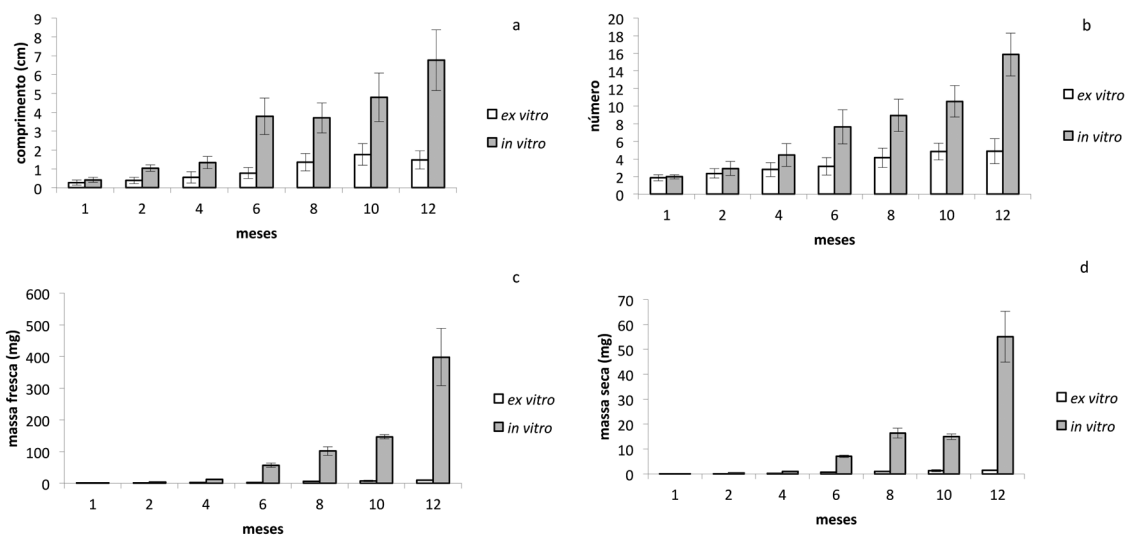 a
comprimento (cm)
9
8
7
6
5
4
3
2
1
0
1 2 4 6 8 10 12
meses
ex vitro
in vitro
b
número
20
18
16
14
12
10
8
6
4
2
0
1 2 4 6 8 10 12
meses
ex vitro
in vitro
c
massa fresca (mg)
600
500
400
300
200
100
0
1 2 4 6 8 10 12
meses
ex vitro
in vitro
d
massa seca (mg)
70
60
50
40
30
20
10
0
1 2 4 6 8 10 12
meses
ex vitro
in vitro